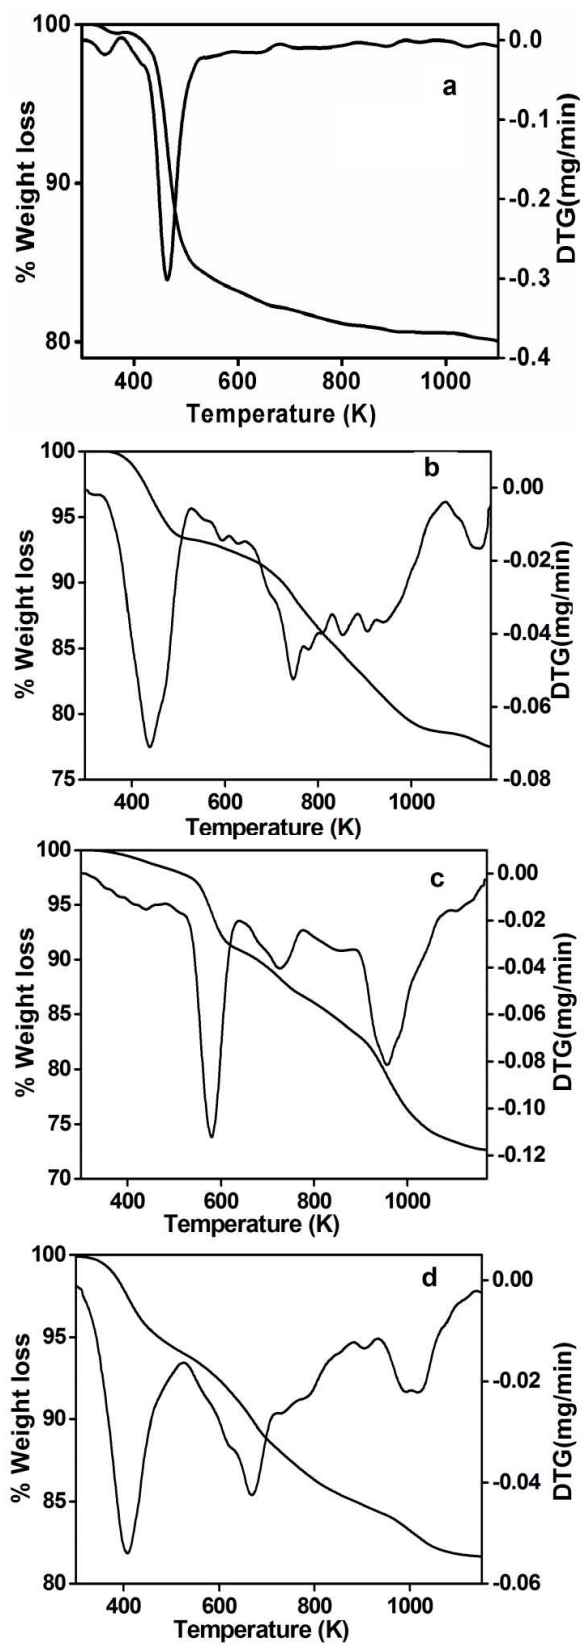 100
90
80
% Weight loss
a
0.0
-0.1
-0.2
-0.3
-0.4
DTG(mg/min)
400 600 800 1000
Temperature (K)
100
95
90
85
80
75
% Weight loss
b
0.00
-0.02
-0.04
-0.06
-0.08
DTG(mg/min)
400 600 800 1000
Temperature (K)
100
95
90
85
80
75
70
% Weight loss
c
0.00
-0.02
-0.04
-0.06
-0.08
-0.10
-0.12
DTG(mg/min)
400 600 800 1000
Temperature (K)
100
95
90
85
80
% Weight loss
d
0.00
-0.02
-0.04
-0.06
DTG(mg/min)
400 600 800 1000
Temperature (K)